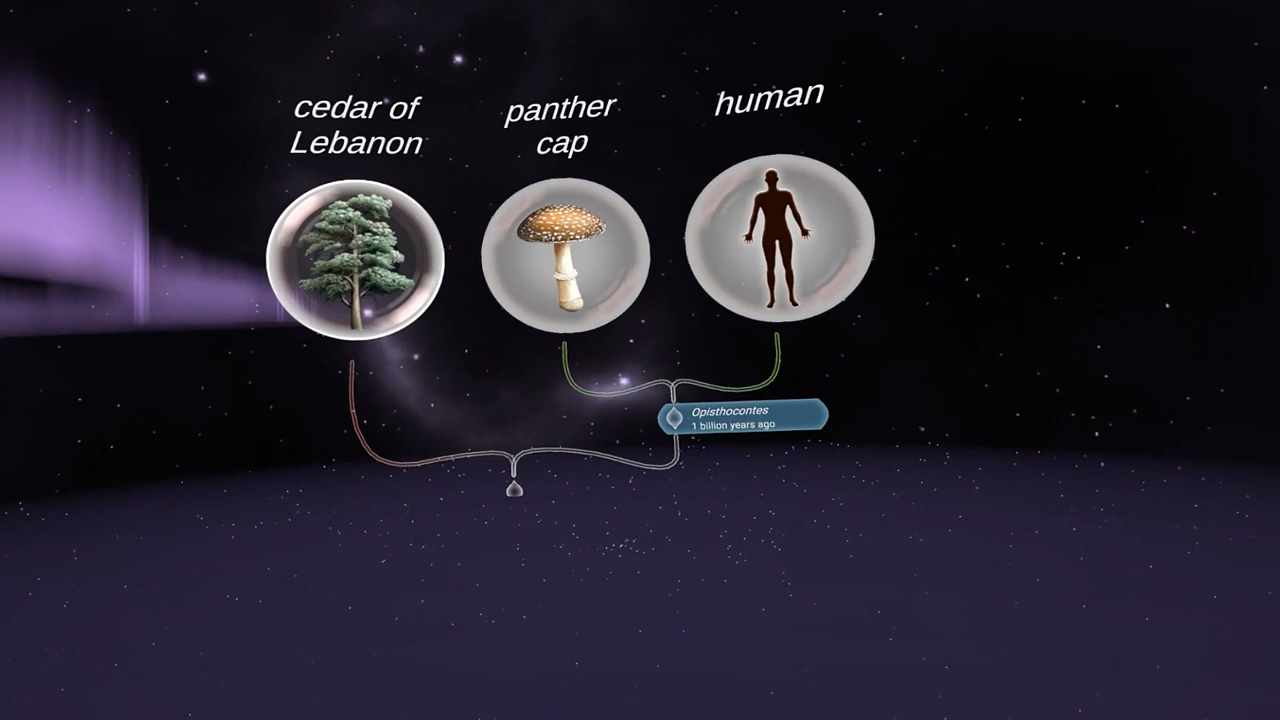 cedar of
Lebanon
panther
cap
human
Opisthocontes
1 billion years ago